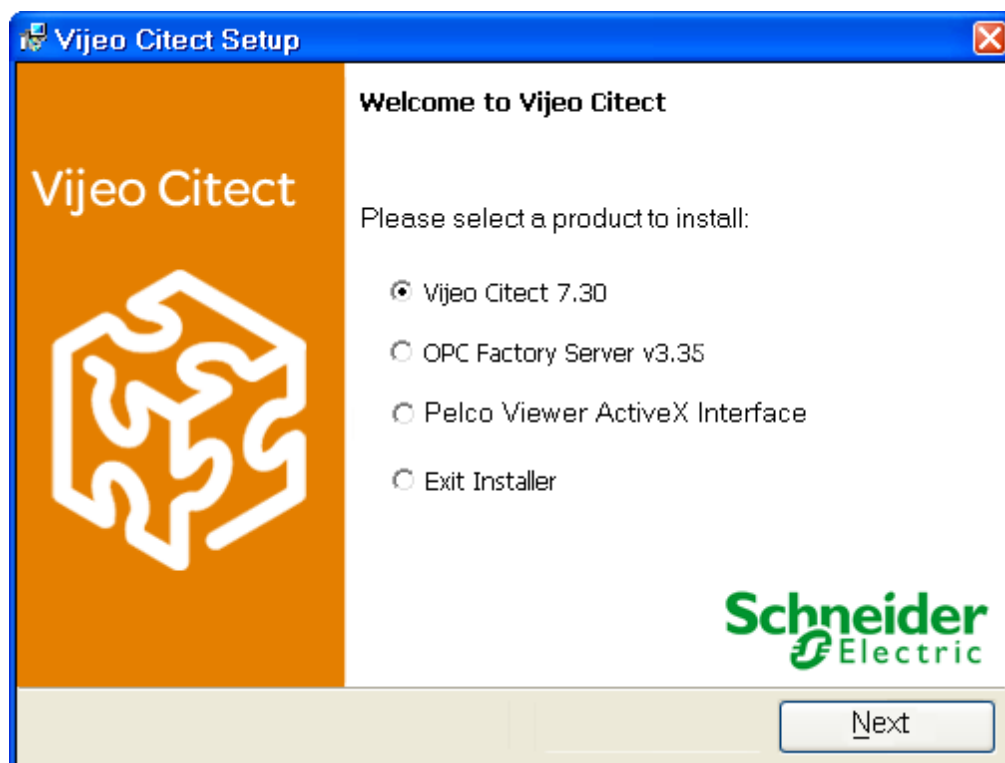 Vijeo Citect Setup
Welcome to Vijeo Citect
Vijeo Citect
Please select a product to install:
Vijeo Citect 7.30
OPC Factory Server v3.35
Pelco Viewer ActiveX Interface
Exit Installer
Schneider
Electric
Next